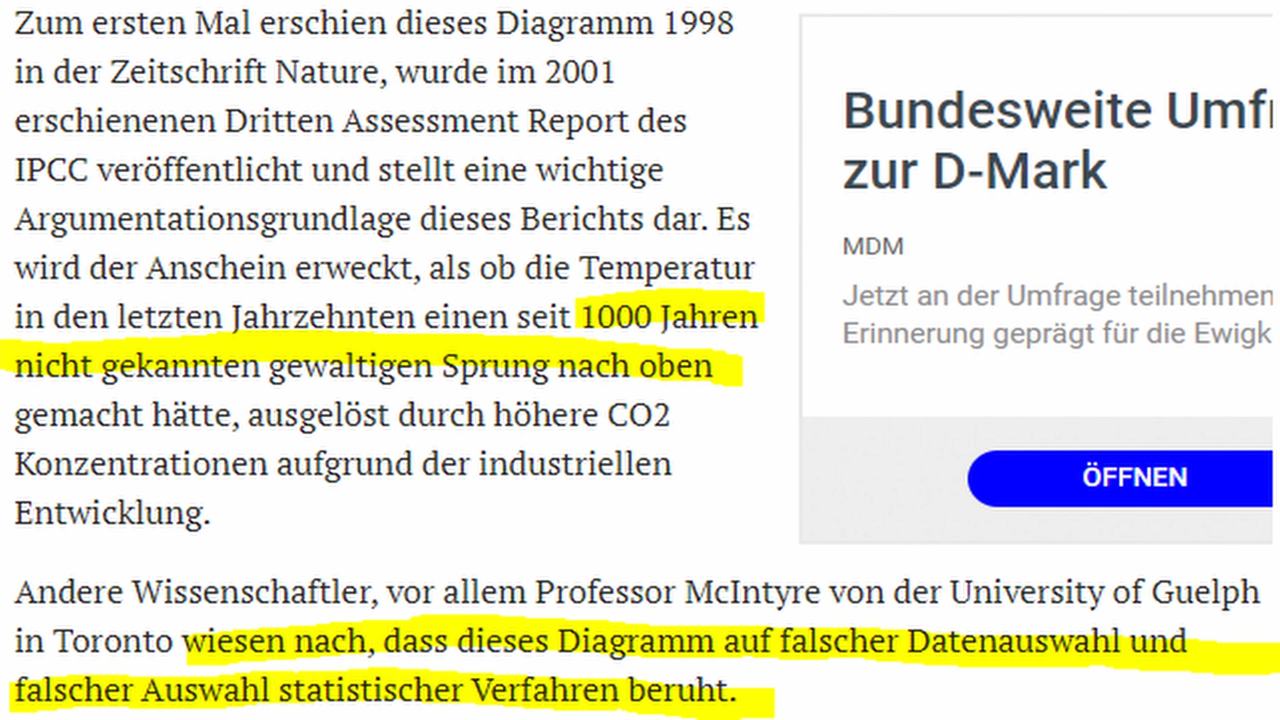 Zum ersten Mal erschien dieses Diagramm 1998
in der Zeitschrift Nature, wurde im 2001
erschienenen Dritten Assessment Report des
IPCC veröffentlicht und stellt eine wichtige
Argumentationsgrundlage dieses Berichts dar. Es
wird der Anschein erweckt, als ob die Temperatur
in den letzten Jahrzehnten einen seit 1000 Jahren
nicht gekannten gewaltigen Sprung nach oben
gemacht hätte, ausgelöst durch höhere CO2
Konzentrationen aufgrund der industriellen
Entwicklung.
Andere Wissenschaftler, vor allem Professor McIntyre von der University of Guelph
in Toronto wiesen nach, dass dieses Diagramm auf falscher Datenauswahl und
falscher Auswahl statistischer Verfahren beruht.
Bundesweite
zur D-Mark
MDM
Jetzt an der Umfrage teilnehmen
Erinnerung geprägt für die
ÖFFNEN